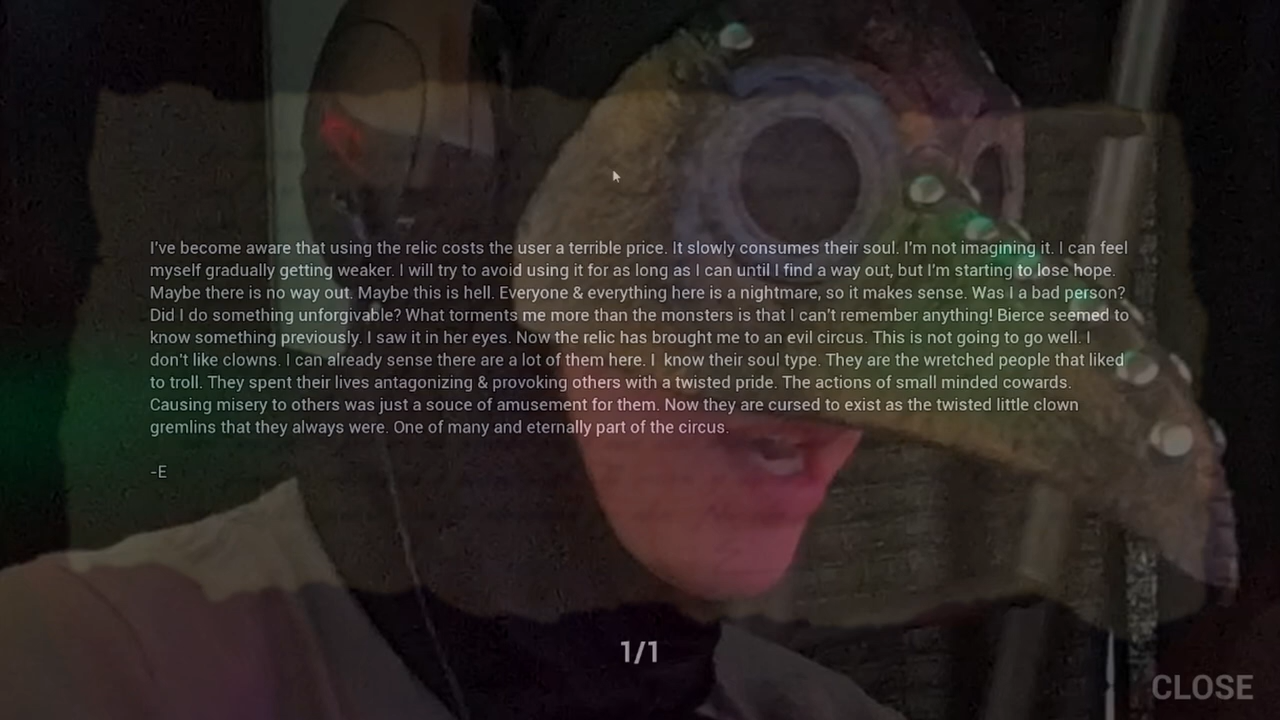 I've become aware that using the relic costs the user a terrible price. It slowly consumes their soul. I'm not imagining it. I can feel
myself gradually getting weaker. I will try to avoid using it for as long as I can until I find a way out, but I'm starting to lose hope.
Maybe there is no way out. Maybe this is hell. Everyone & everything here is a nightmare, so it makes sense. Was I a bad person?
Did I do something unforgivable? What torments me more than the monsters is that I can't remember anything! Bierce seemed to
know something previously. I saw it in her eyes. Now the relic has brought me to an evil circus. This is not going to go well. I
don't like clowns. I can already sense there are a lot of them here. I  know their soul type. They are the wretched people that liked
to troll. They spent their lives antagonizing & provoking others with a twisted pride. The actions of small minded cowards.
Causing misery to others was just a souce of amusement for them. Now they are cursed to exist as the twisted little clown
gremlins that they always were. One of many and eternally part of the circus.
-E
1/1
CLOSE